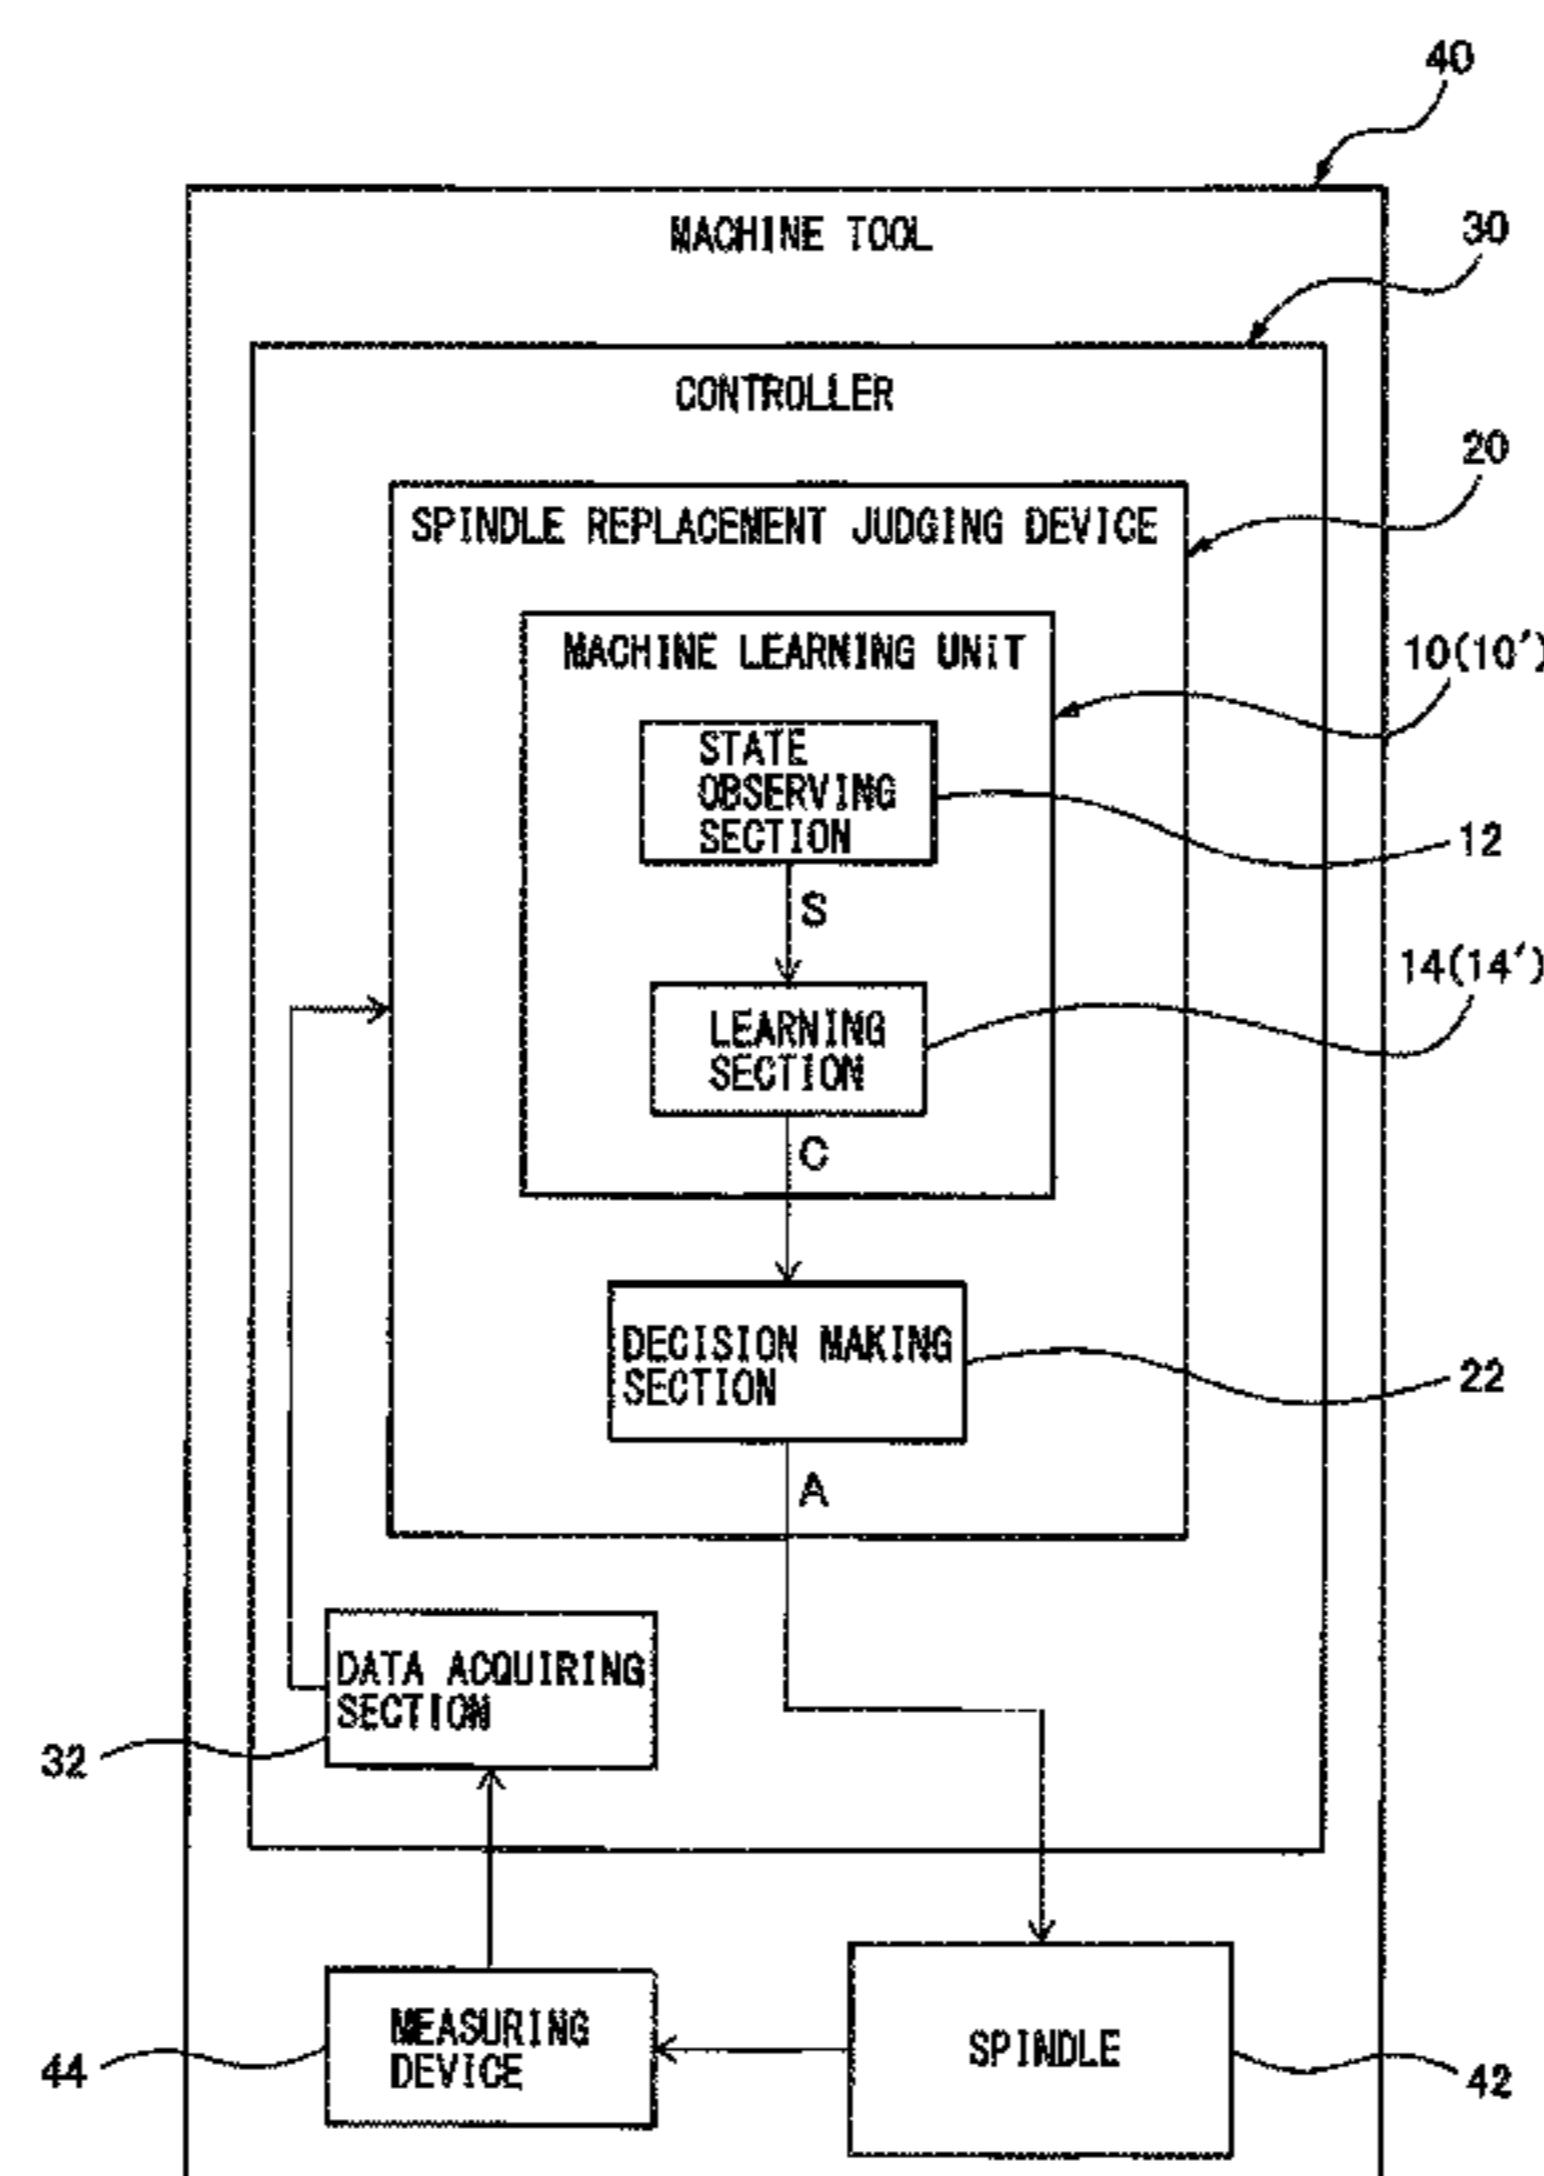 40
MACHINE TOOL
30
CONTROLLER
20
SPINDLE REPLACEMENT JUDGING DEVICE
MACHINE LEARNING UNiT
10(10')
STATE
OBSERVING
SECTION
12
S
14(14')
LEARNING
SECTION
C
DECISION MAKING
SECTION
22
A
DATA ACQUIRING
SECTION
32
MEASURING
DEVICE
44
SPINDLE
42